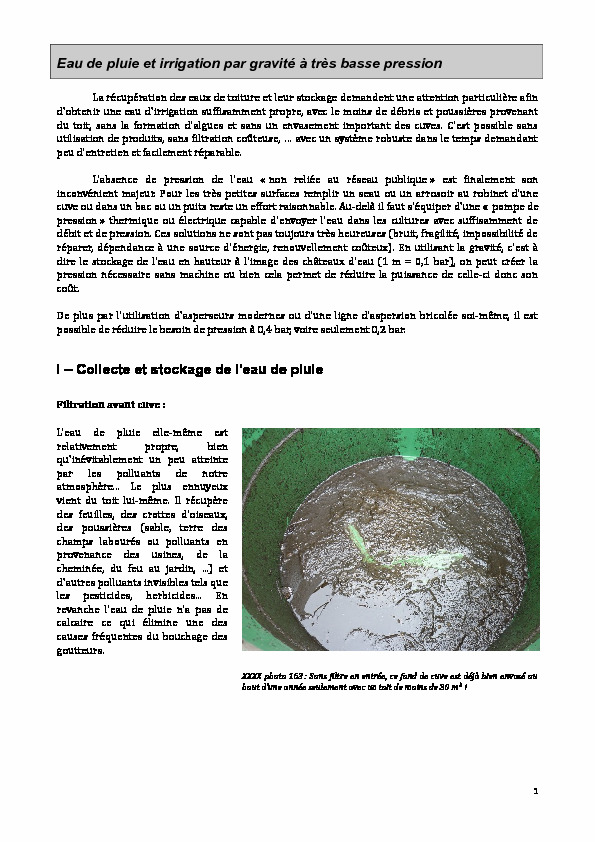 Eau de pluie et irrigation par gravité à très basse pression
La récupération des eaux de toiture et leur stockage demandent une attention particulière afin
d'obtenir une eau d'irrigation suffisamment propre, avec le moins de débris et poussières provenant
du toit, sans la formation d'algues et sans un envasement important des cuves. C'est possible sans
utilisation de produits, sans filtration coûteuse, ... avec un système robuste dans le temps demandant
peu d'entretien et facilement réparable.
L'absence de pression de l'eau « non reliée au réseau publique » est finalement son
inconvénient majeur. Pour les très petites surfaces remplir un seau ou un arrosoir au robinet d'une
cuve ou dans un bac ou un puits reste un effort raisonnable. Au-delà il faut s'équiper d'une « pompe de
pression » thermique ou électrique capable d'envoyer l'eau dans les cultures avec suffisamment de
débit et de pression. Ces solutions ne sont pas toujours très heureuses (bruit, fragilité, impossibilité de
réparer, dépendance à une source d'énergie, renouvellement coûteux). En utilisant la gravité, c'est à
dire le stockage de l'eau en hauteur à l'image des châteaux d'eau (1 m = 0,1 bar), on peut créer la
pression nécessaire sans machine ou bien cela permet de réduire la puissance de celle-ci donc son
coût.
De plus par l'utilisation d'asperseurs modernes ou d'une ligne d'aspersion bricolée soi-même, il est
possible de réduire le besoin de pression à 0,4 bar, voire seulement 0,2 bar.
I – Collecte et stockage de l'eau de pluie
Filtration avant cuve :
L'eau de pluie elle-même est
relativement propre, bien
qu'inévitablement un peu atteinte
par les polluants de notre
atmosphère... Le plus ennuyeux
vient du toit lui-même. Il récupère
des feuilles, des crottes d'oiseaux,
des poussières (sable, terre des
champs labourés ou polluants en
provenance des usines, de la
cheminée, du feu au jardin, ...) et
d'autres polluants invisibles tels que
les pesticides, herbicides... En
revanche l'eau de pluie n'a pas de
calcaire ce qui élimine une des
causes fréquentes du bouchage des
goutteurs.
XXXX photo 163 : Sans filtre en entrée, ce fond de cuve est déjà bien envasé au
bout d'une année seulement avec un toit de moins de 30 m² !
1